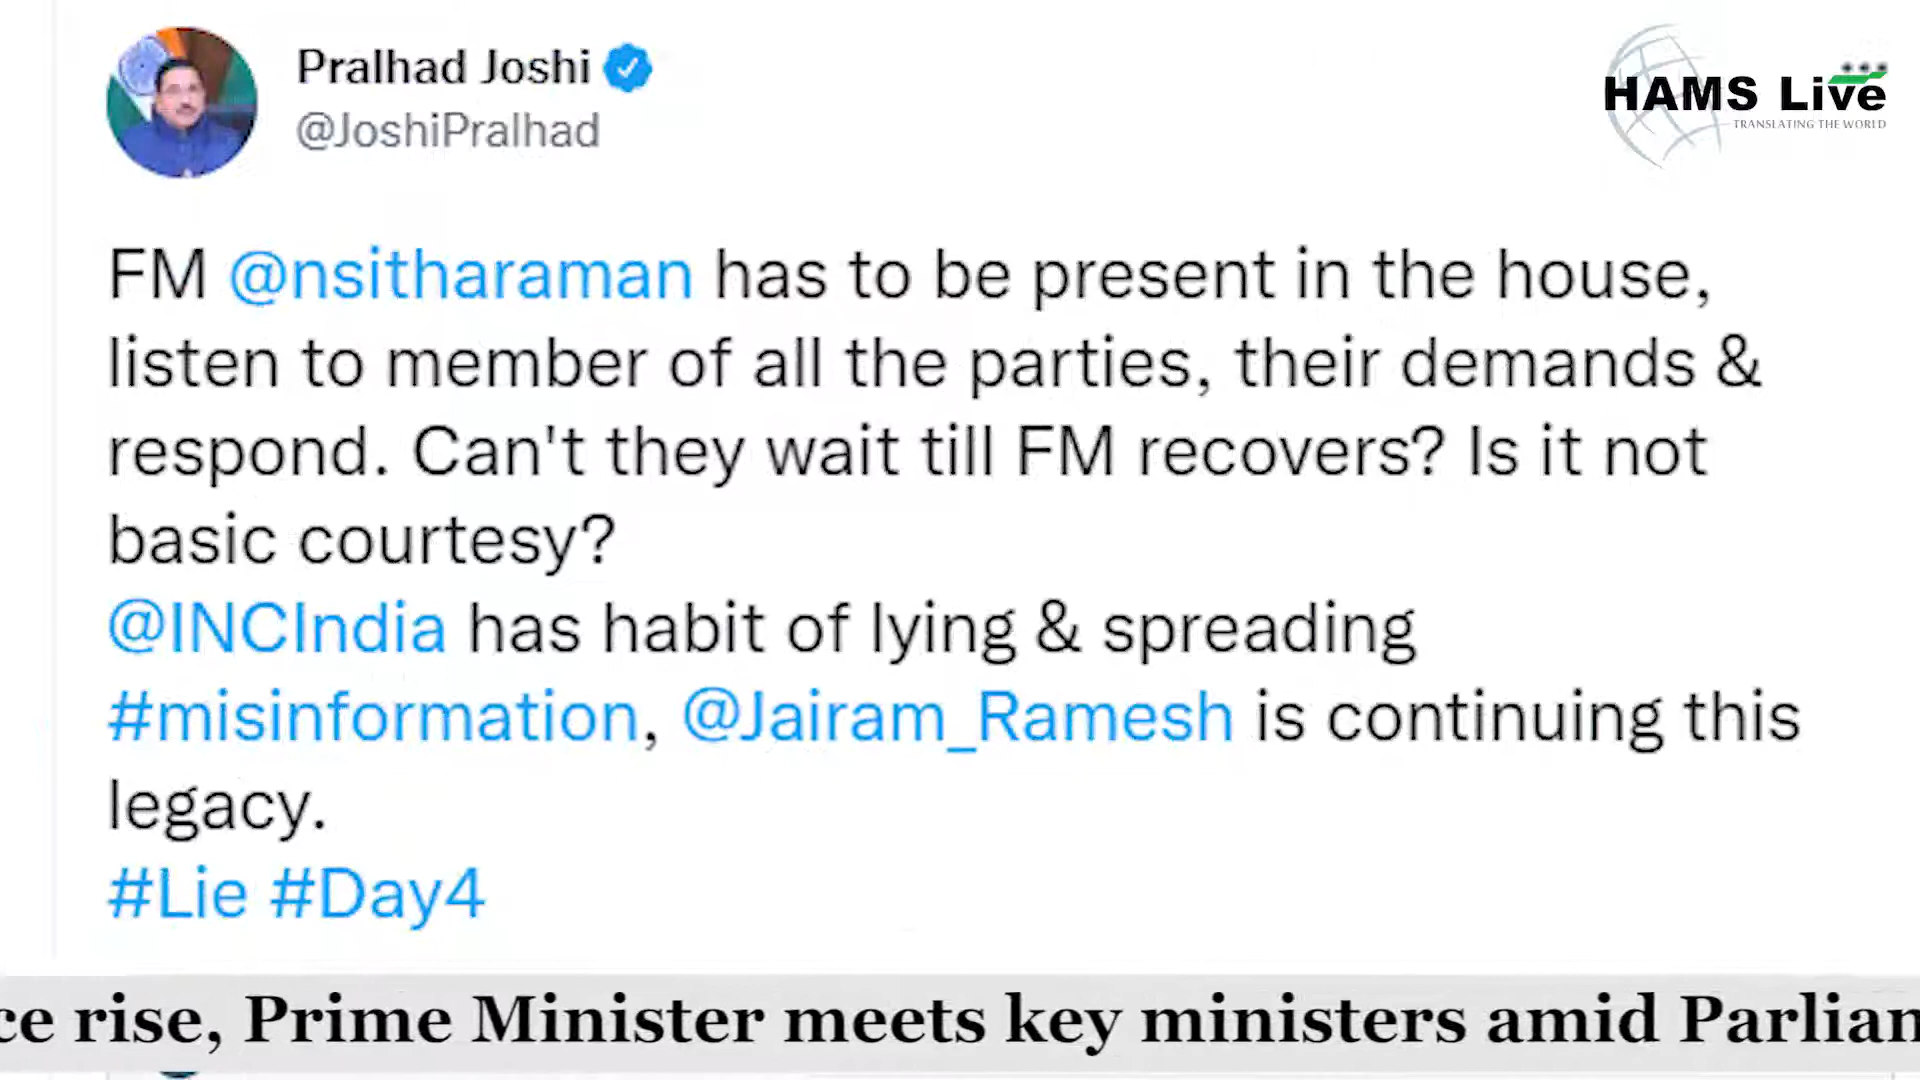 Pralhad Joshi
@JoshiPralhad
HAMS Live
TRANSLATING THE WORLD
FM @nsitharaman has to be present in the house,
listen to member of all the parties, their demands &
respond. Can't they wait till FM recovers? Is it not
basic courtesy?
@INCIndia has habit of lying & spreading
#misinformation, @Jairam_Ramesh is continuing this
legacy.
#Lie #Day4
rise, Prime Minister meets key ministers amid